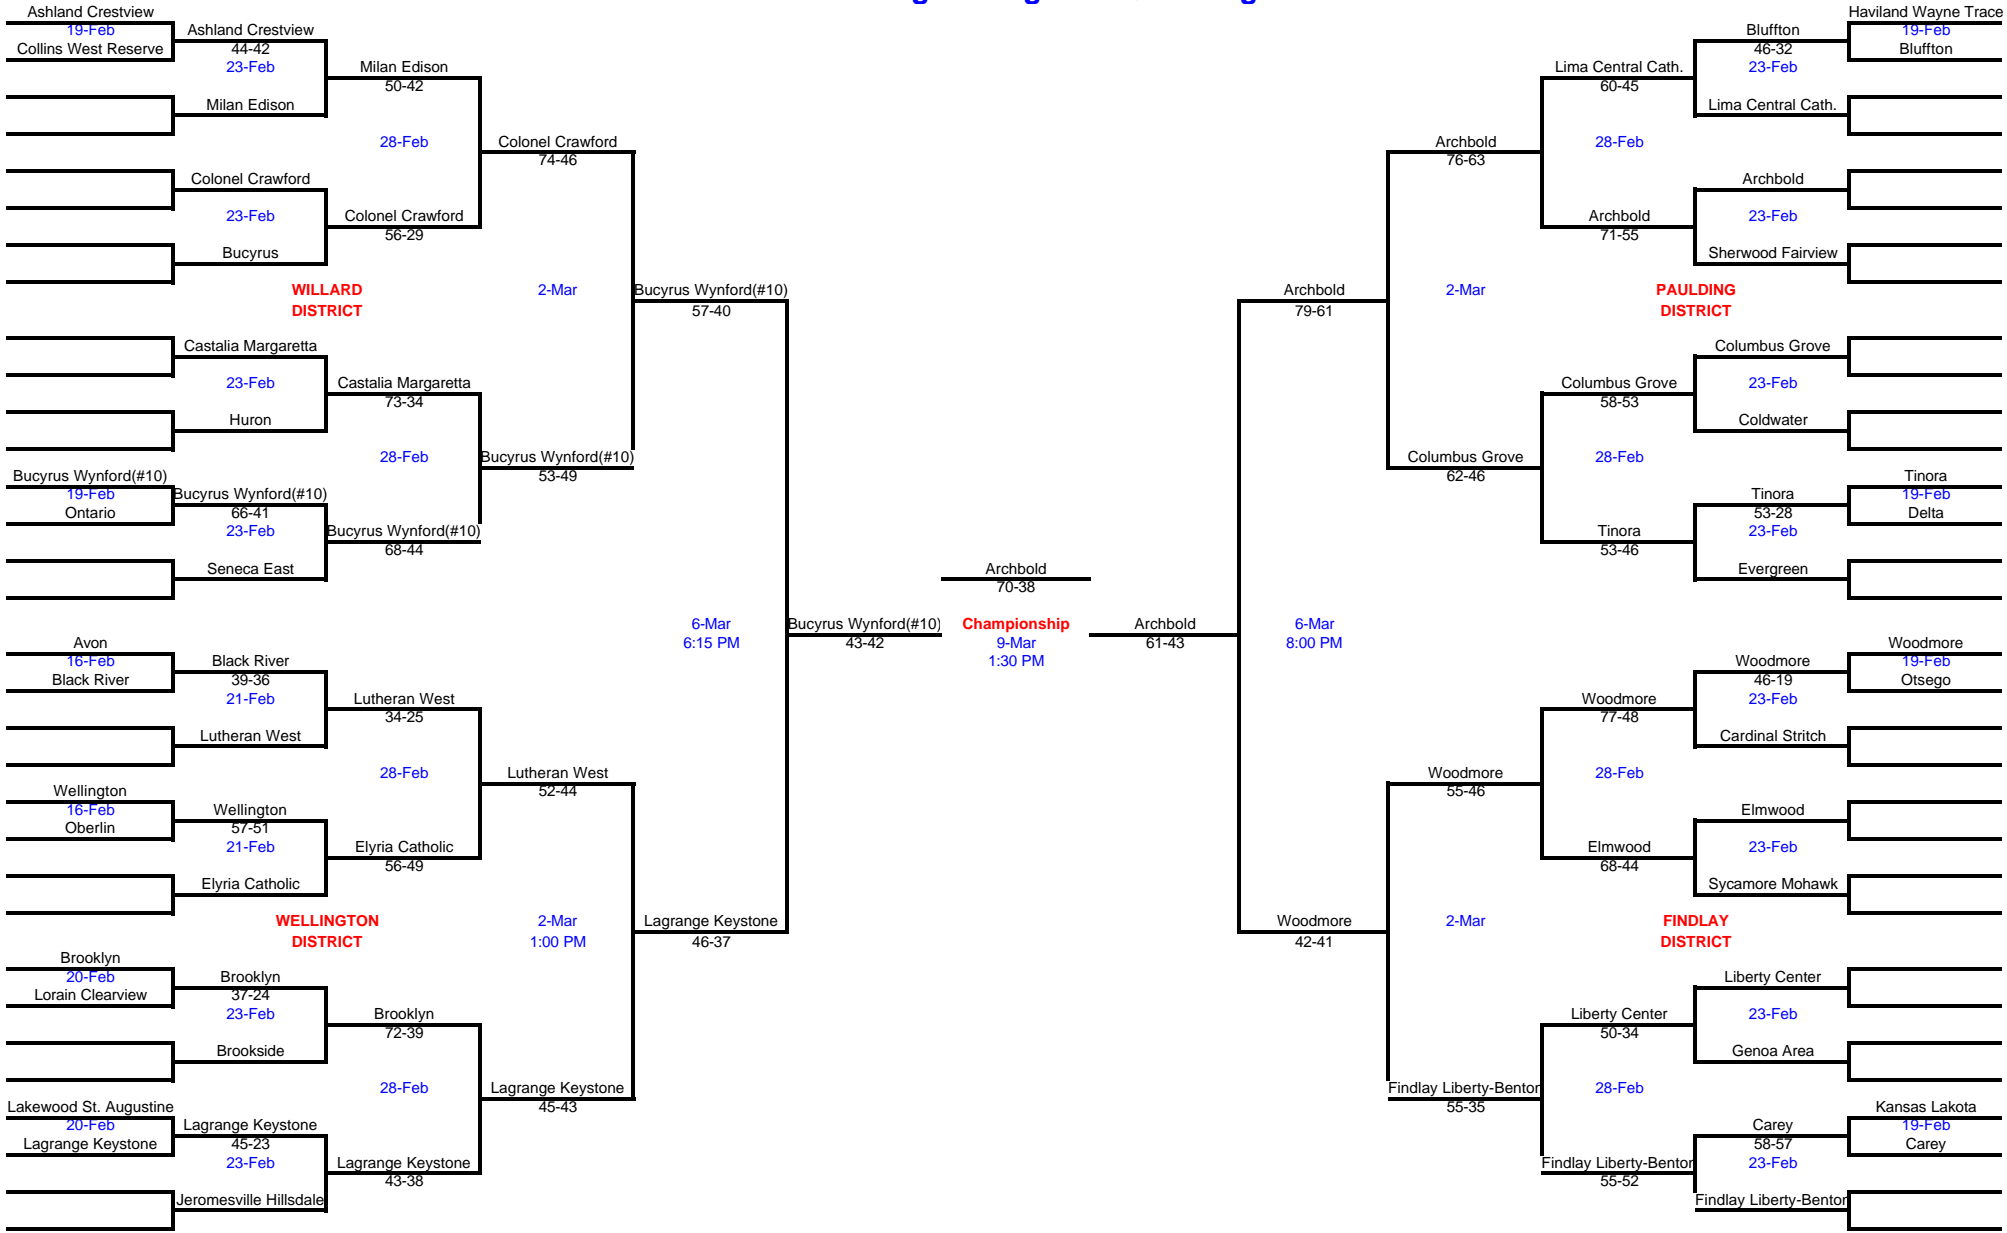 Ashland Crestview
19-Feb
Collins West Reserve
Ashland Crestview
44-42
23-Feb
Milan Edison
Milan Edison
50-42
28-Feb
Colonel Crawford
23-Feb
Bucyrus
Colonel Crawford
56-29
Colonel Crawford
74-46
WILLARD
DISTRICT
2-Mar
Bucyrus Wynford(#10)
57-40
Castalia Margaretta
23-Feb
Huron
Castalia Margaretta
73-34
28-Feb
Bucyrus Wynford(#10)
53-49
Bucyrus Wynford(#10)
19-Feb
Ontario
Bucyrus Wynford(#10)
66-41
23-Feb
Seneca East
Bucyrus Wynford(#10)
68-44
6-Mar
6:15 PM
Bucyrus Wynford(#10)
43-42
Avon
16-Feb
Black River
Black River
39-36
21-Feb
Lutheran West
Lutheran West
34-25
28-Feb
Lutheran West
52-44
Wellington
16-Feb
Oberlin
Wellington
57-51
21-Feb
Elyria Catholic
Elyria Catholic
56-49
WELLINGTON
DISTRICT
2-Mar
1:00 PM
Lagrange Keystone
46-37
Brooklyn
20-Feb
Lorain Clearview
Brooklyn
37-24
23-Feb
Brookside
Brooklyn
72-39
28-Feb
Lagrange Keystone
45-43
Lakewood St. Augustine
20-Feb
Lagrange Keystone
Lagrange Keystone
45-23
23-Feb
Jeromesville Hillsdale
Lagrange Keystone
43-38
Archbold
70-38
Championship
9-Mar
1:30 PM
Archbold
61-43
6-Mar
8:00 PM
Haviland Wayne Trace
19-Feb
Bluffton
Bluffton
46-32
23-Feb
Lima Central Cath.
Lima Central Cath.
60-45
28-Feb
Archbold
76-63
Archbold
23-Feb
Sherwood Fairview
Archbold
71-55
Archbold
79-61
2-Mar
PAULDING
DISTRICT
Columbus Grove
23-Feb
Coldwater
Columbus Grove
58-53
28-Feb
Columbus Grove
62-46
Tinora
19-Feb
Delta
Tinora
53-28
23-Feb
Evergreen
Tinora
53-46
Woodmore
19-Feb
Otsego
Woodmore
46-19
23-Feb
Cardinal Stritch
Woodmore
77-48
28-Feb
Woodmore
55-46
Elmwood
23-Feb
Sycamore Mohawk
Elmwood
68-44
Woodmore
42-41
2-Mar
FINDLAY
DISTRICT
Liberty Center
23-Feb
Genoa Area
Liberty Center
50-34
28-Feb
Findlay Liberty-Benton
55-35
Kansas Lakota
19-Feb
Carey
Carey
58-57
23-Feb
Findlay Liberty-Benton
Findlay Liberty-Benton
55-52